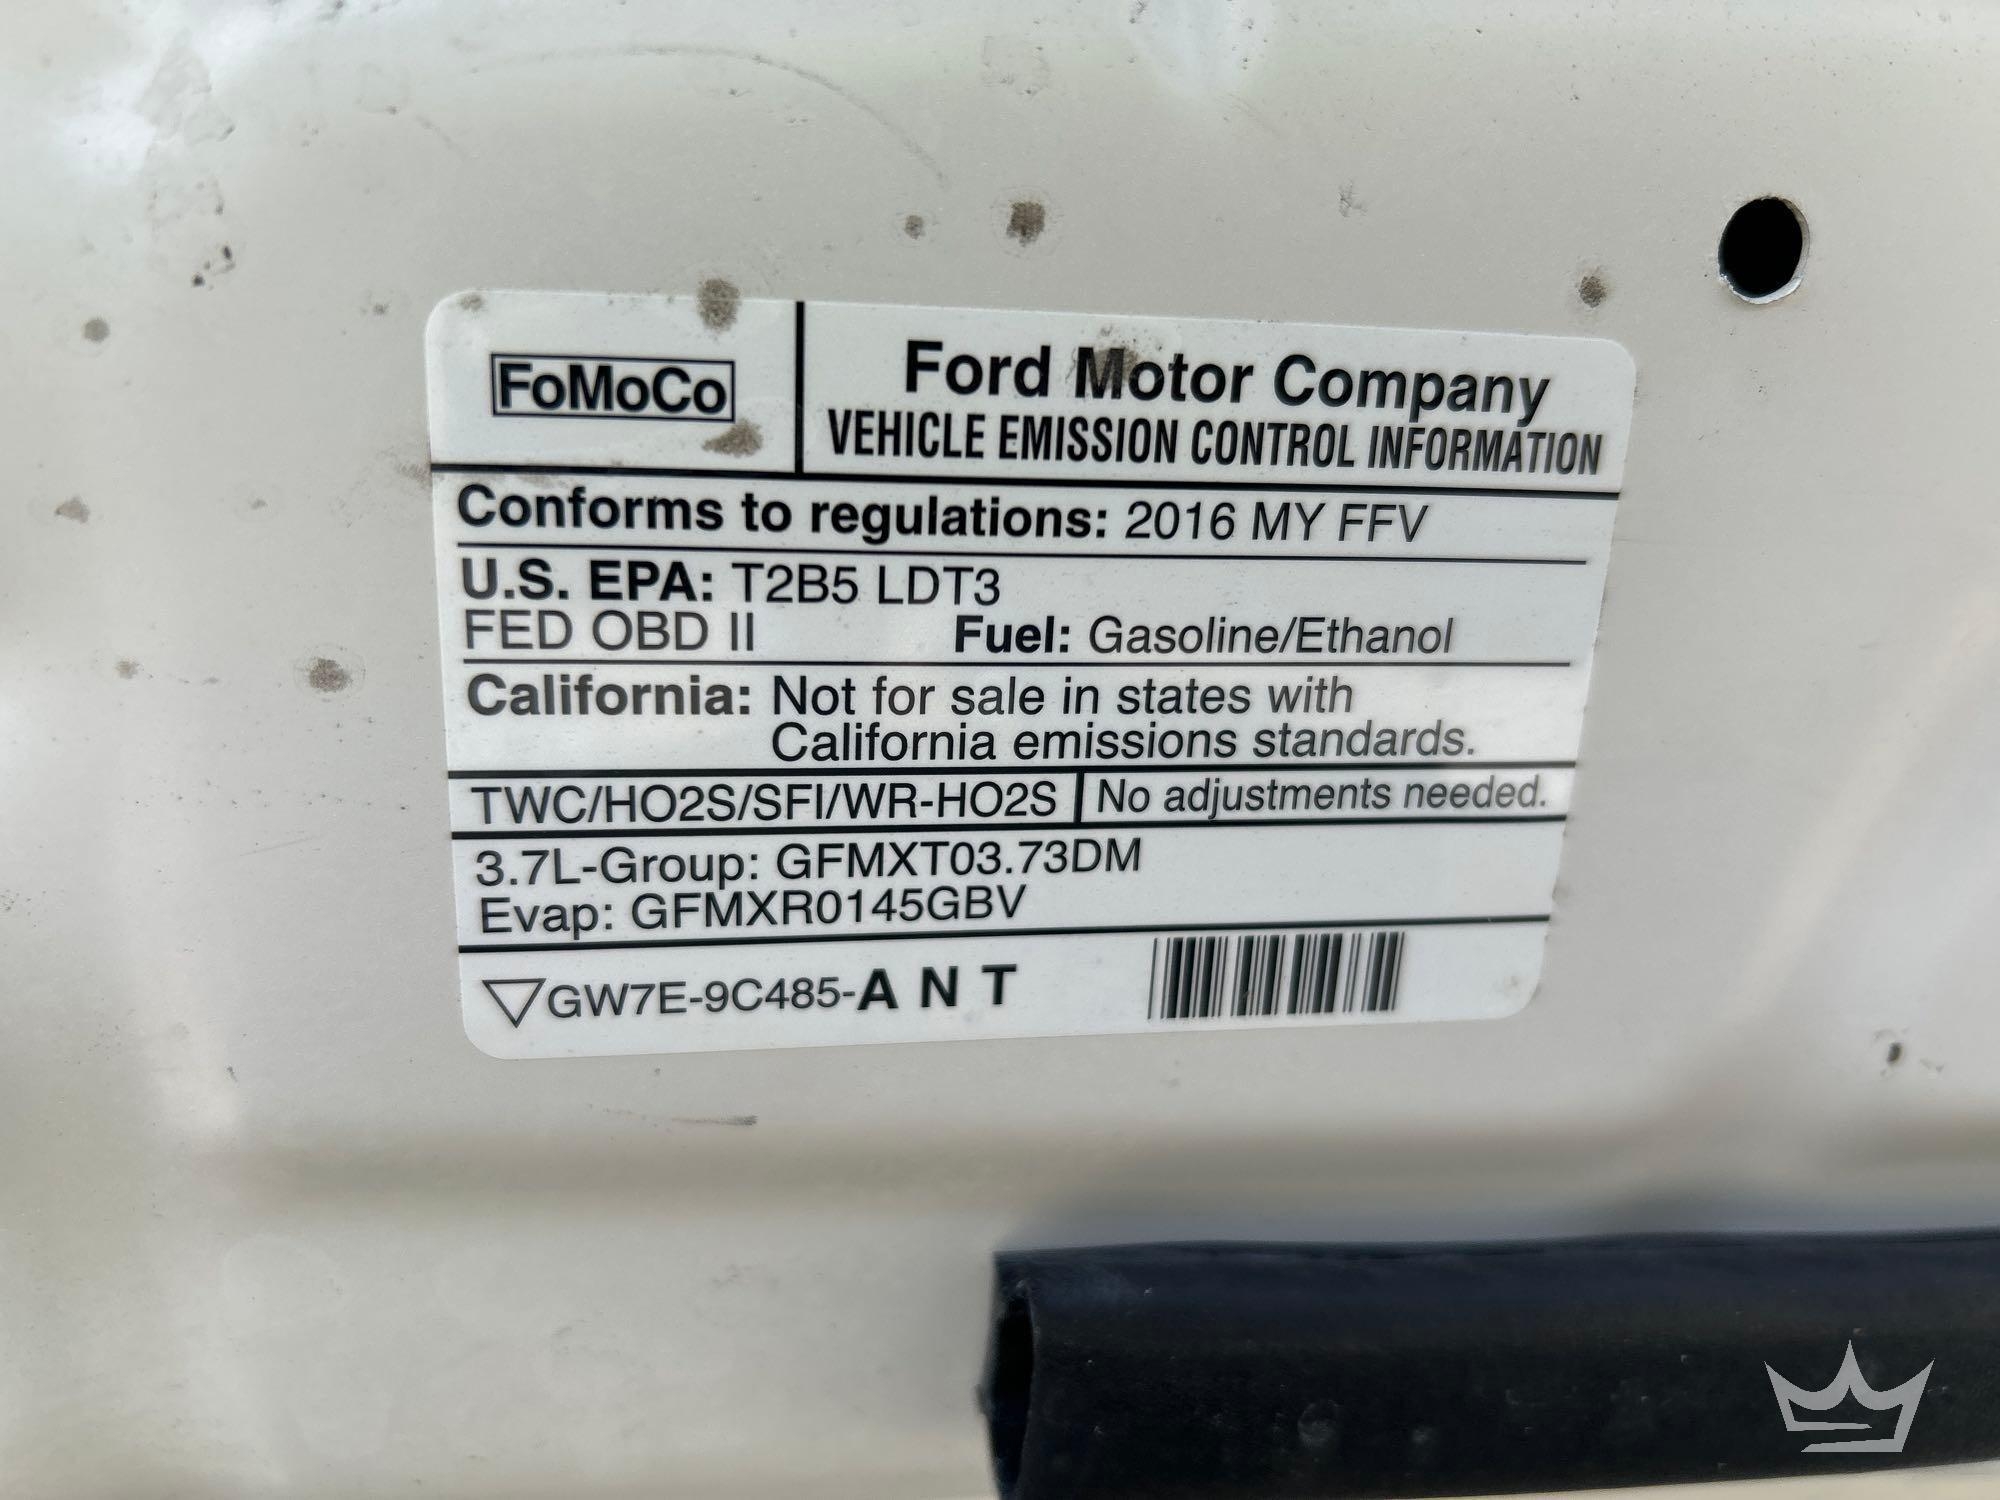 FoMoCo
Ford Motor Company
VEHICLE EMISSION CONTROL INFORMATION
Conforms to regulations: 2016 MY FFV
U.S. EPA: T2B5 LDT3
FED OBD II Fuel: Gasoline/Ethanol
California: Not for sale in states with
California emissions standards.
TWC/HO2S/SFI/WR-HO2S No adjustments needed.
3.7L-Group: GFMXT03.73DM
Evap: GFMXR0145GBV
GW7E-9C485-A N T